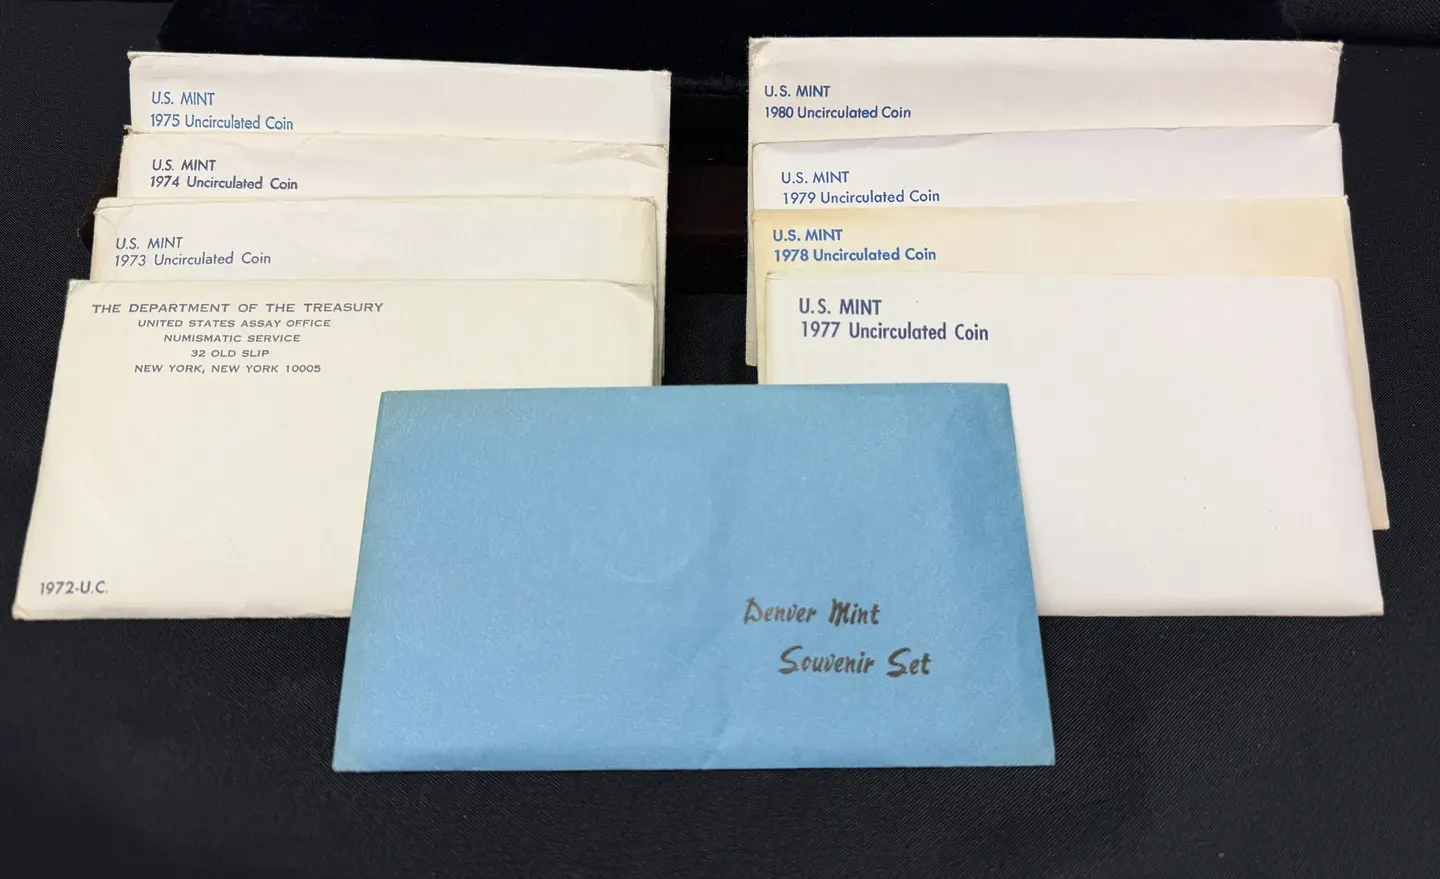 U.S. MINT
1975 Uncirculated Coin
U.S. MINT
1974 Uncirculated Coin
U.S. MINT
1973 Uncirculated Coin
THE DEPARTMENT OF THE TREASURY
UNITED STATES ASSAY OFFICE
NUMISMATIC SERVICE
32 OLD SLIP
NEW YORK, NEW YORK 10005
1972-U.C.
U.S. MINT
1980 Uncirculated Coin
U.S. MINT
1979 Uncirculated Coin
U.S. MINT
1978 Uncirculated Coin
U.S. MINT
1977 Uncirculated Coin
Denver Mint
Souvenir Set